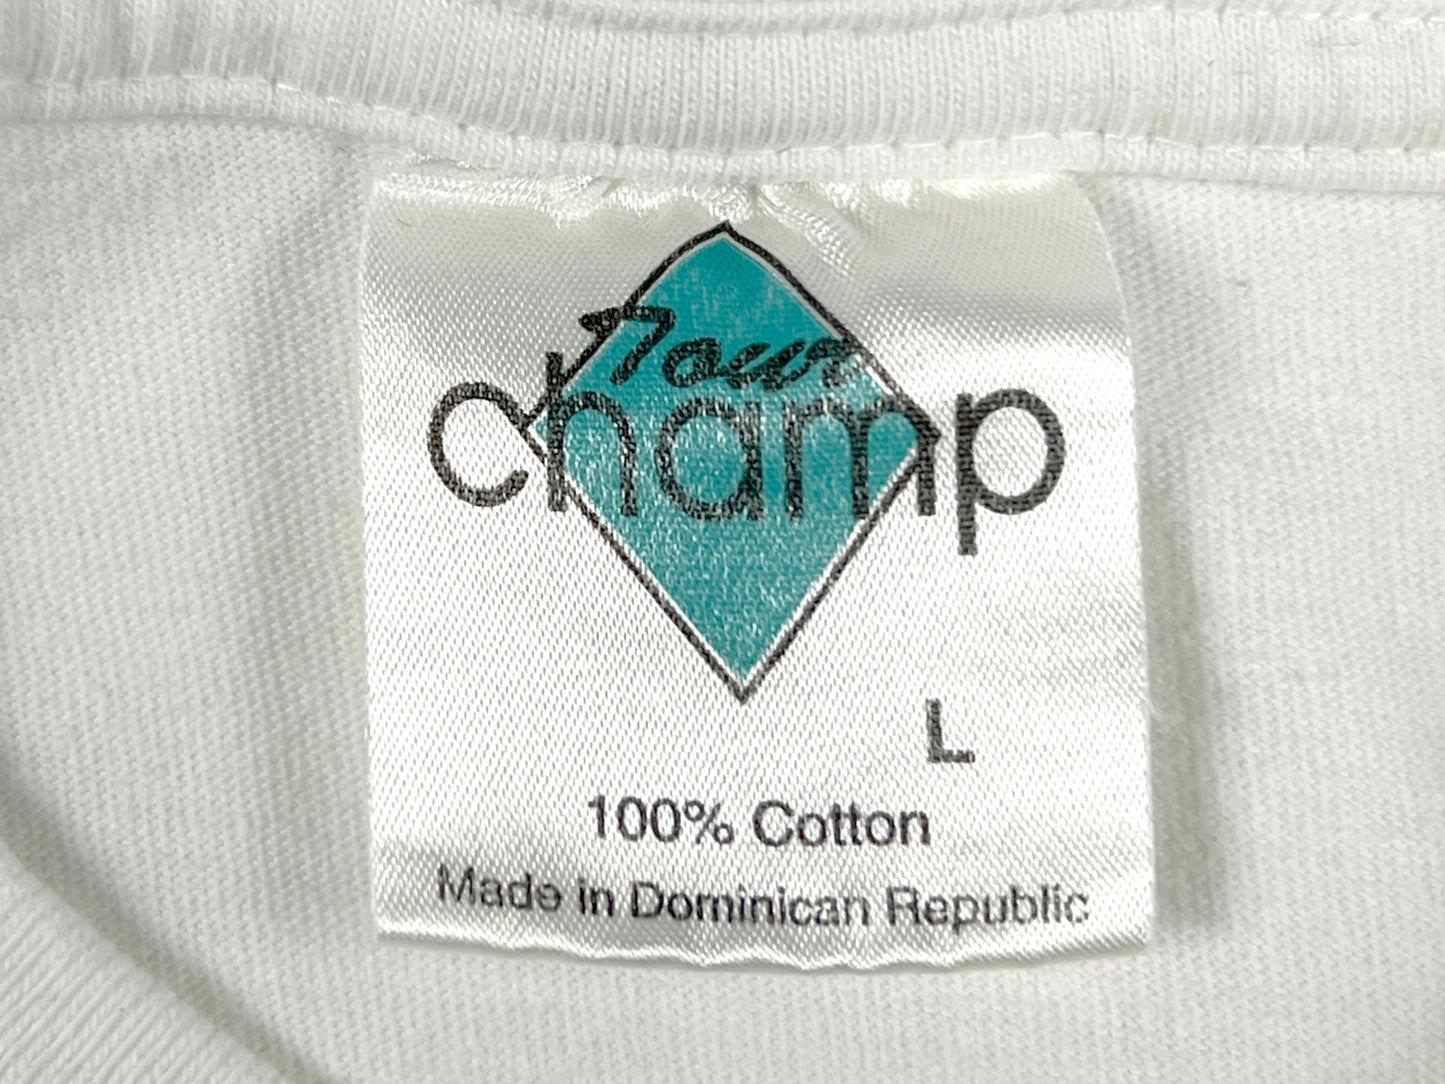 Tour
champ
L
100% Cotton
Made in Dominican Republic